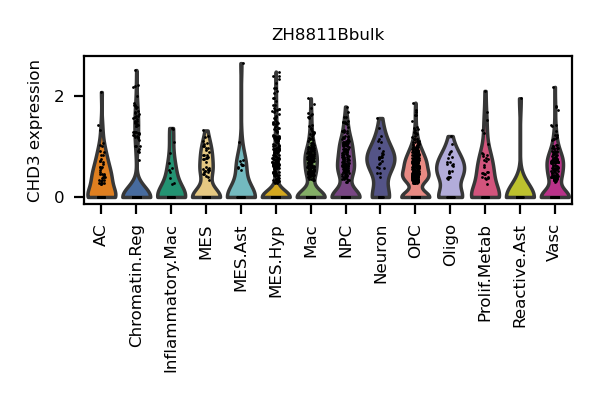 ZH8811Bbulk
CHD3 expression
2
0
AC
Chromatin.Reg
Inflammatory.Mac
MES
MES.Ast
MES.Hyp
Mac
NPC
Neuron
OPC
Oligo
Prolif.Metab
Reactive.Ast
Vasc